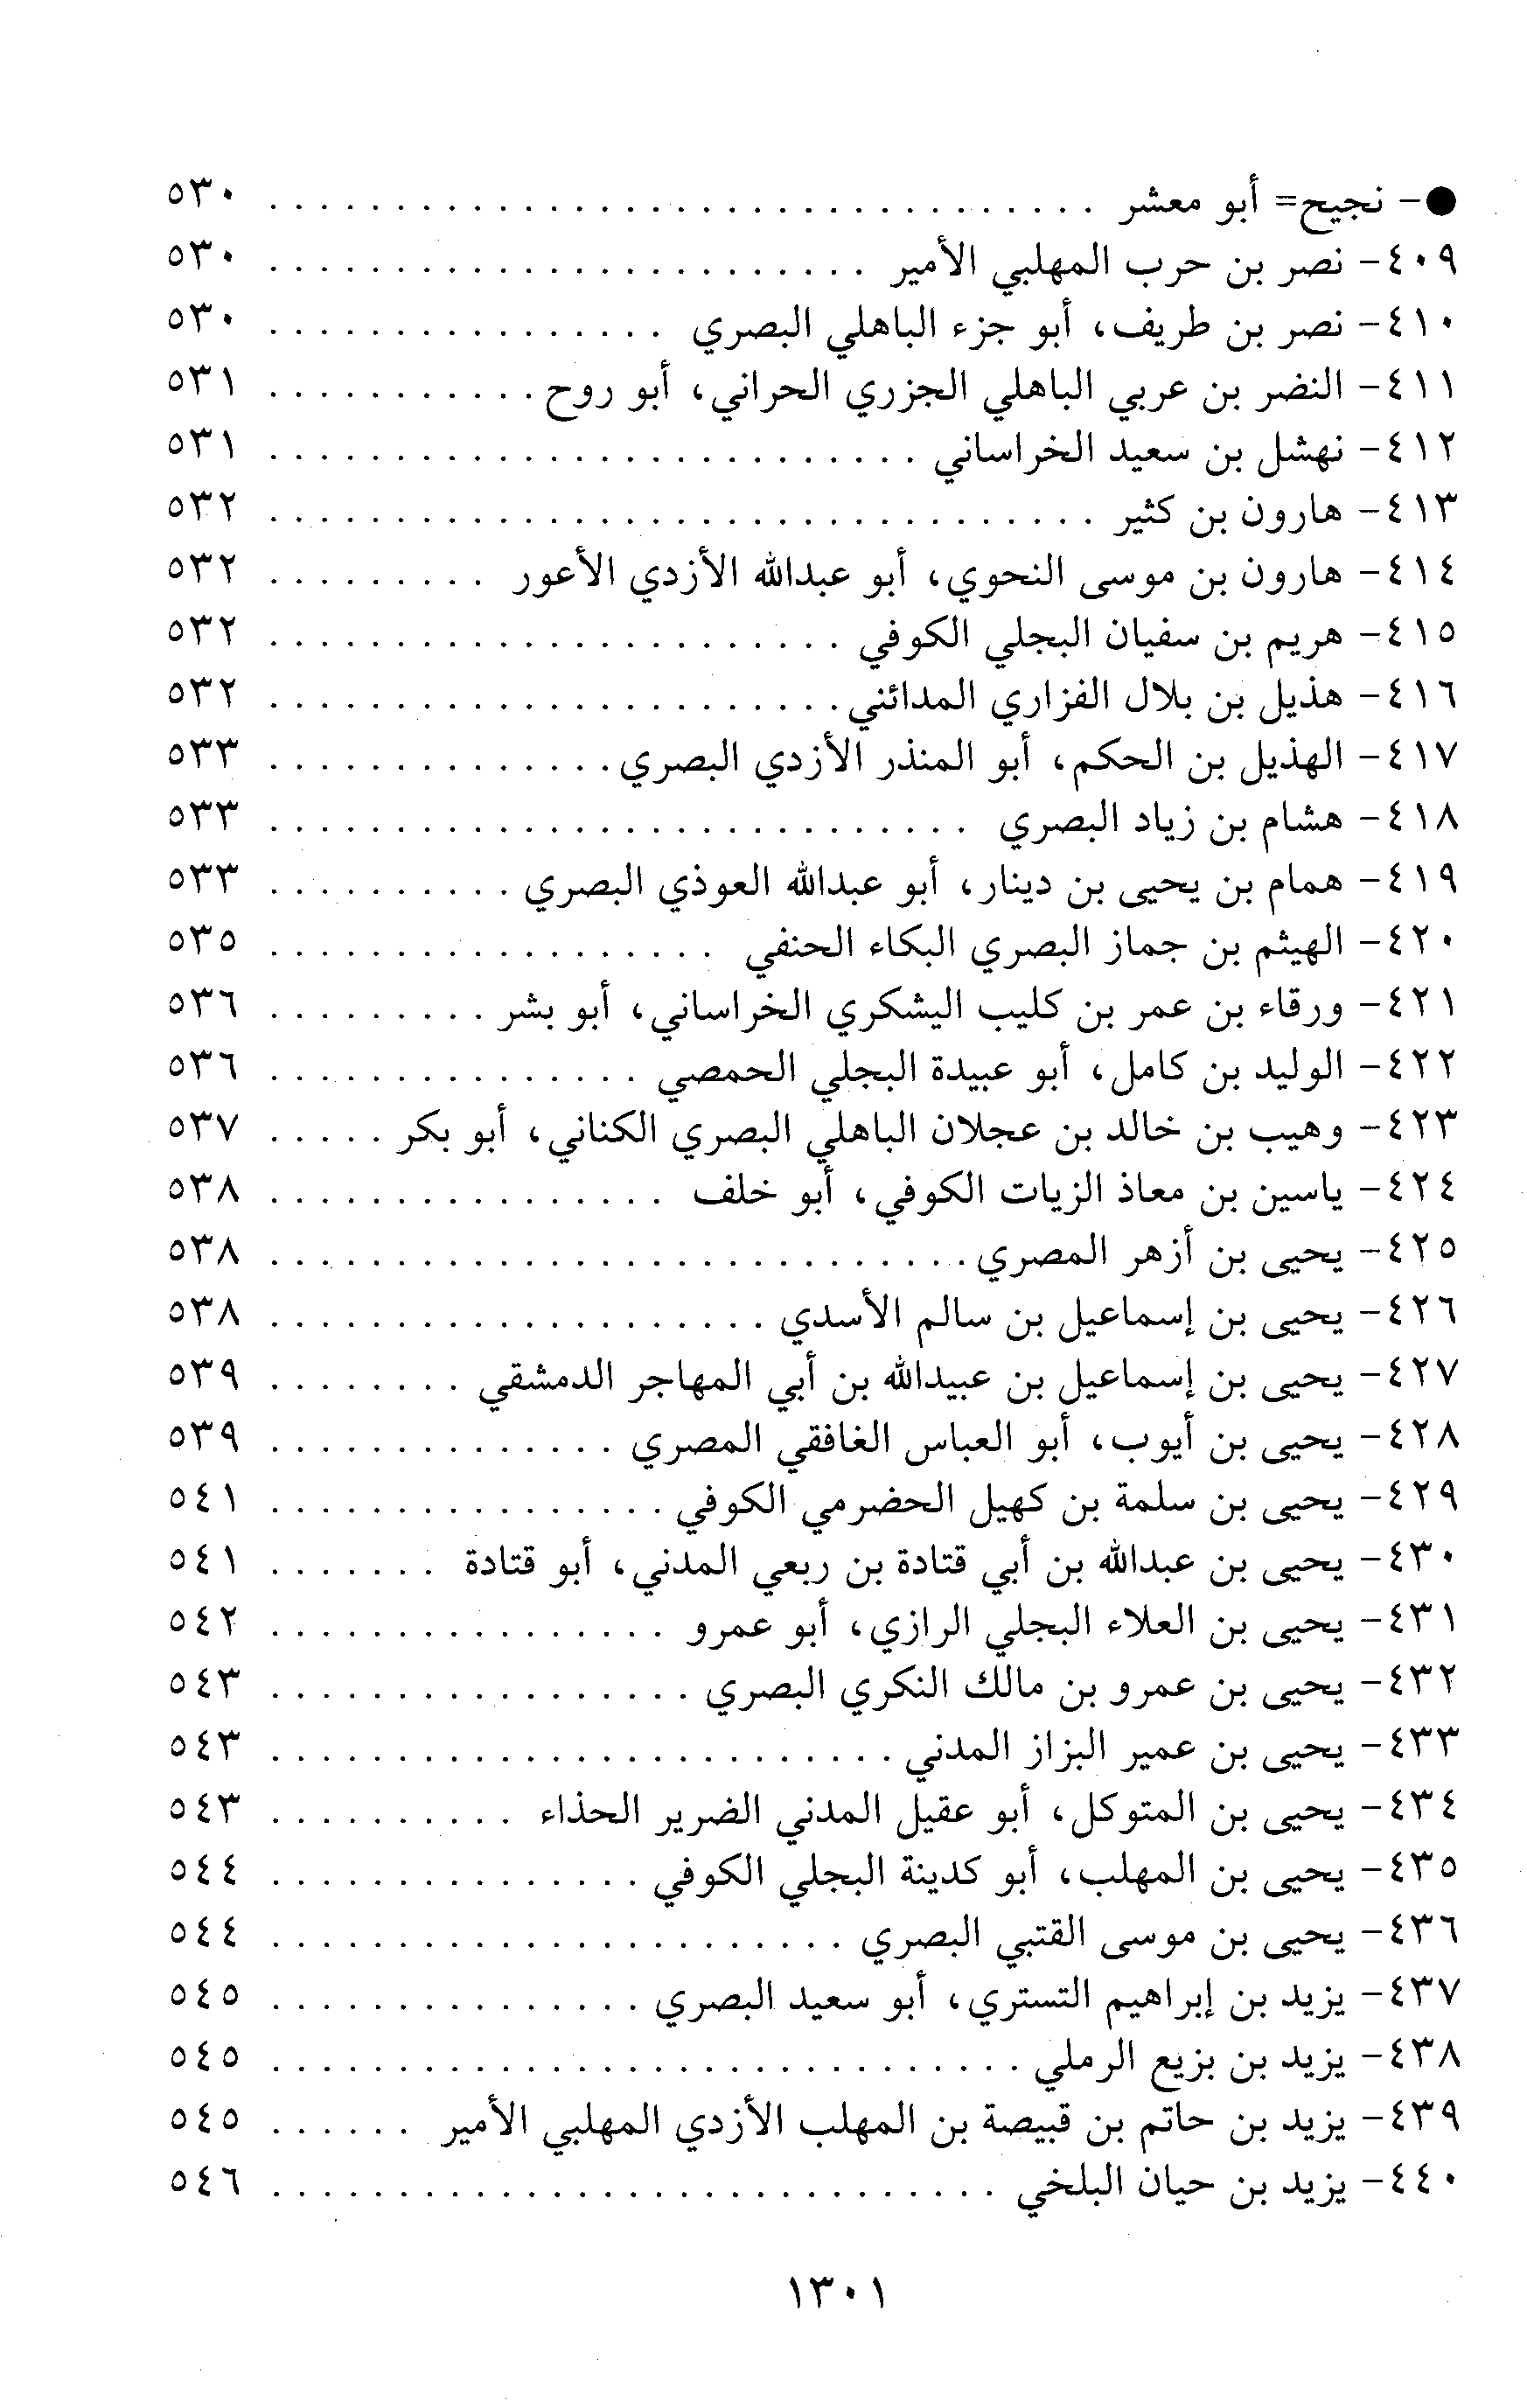 ●- نجيح= أبو معشر . . . . . . . . . . . . . . . . . . . . . . . . . . . . . . . . . ٥٣٠
٤٠٩- نصر بن حرب المهلبي الأمير . . . . . . . . . . . . . . . . . . . . . . . . ٥٣٠
٤١٠- نصر بن طريف، أبو جزء الباهلي البصري . . . . . . . . . . . . . . . . ٥٣٠
٤١١- النضر بن عربي الباهلي الجزري الحراني، أبو روح . . . . . . . . . . . ٥٣١
٤١٢- نهشل بن سعيد الخراساني . . . . . . . . . . . . . . . . . . . . . . . . . . ٥٣١
٤١٣- هارون بن كثير . . . . . . . . . . . . . . . . . . . . . . . . . . . . . . . . . ٥٣٢
٤١٤- هارون بن موسى النحوي، أبو عبدالله الأزدي الأعور . . . . . . . . . ٥٣٢
٤١٥- هريم بن سفيان البجلي الكوفي . . . . . . . . . . . . . . . . . . . . . . . ٥٣٢
٤١٦- هذيل بن بلال الفزاري المدائني . . . . . . . . . . . . . . . . . . . . . . . ٥٣٢
٤١٧- الهذيل بن الحكم، أبو المنذر الأزدي البصري . . . . . . . . . . . . . . ٥٣٣
٤١٨- هشام بن زياد البصري . . . . . . . . . . . . . . . . . . . . . . . . . . . . ٥٣٣
٤١٩- همام بن يحيى بن دينار، أبو عبدالله العوذي البصري . . . . . . . . . . ٥٣٣
٤٢٠- الهيثم بن جماز البصري البكاء الحنفي . . . . . . . . . . . . . . . . . . ٥٣٥
٤٢١- ورقاء بن عمر بن كليب اليشكري الخراساني، أبو بشر . . . . . . . . . ٥٣٦
٤٢٢- الوليد بن كامل، أبو عبيدة البجلي الحمصي . . . . . . . . . . . . . . . ٥٣٦
٤٢٣- وهيب بن خالد بن عجلان الباهلي البصري الكناني، أبو بكر . . . . . ٥٣٧
٤٢٤- ياسين بن معاذ الزيات الكوفي، أبو خلف . . . . . . . . . . . . . . . . ٥٣٨
٤٢٥- يحيى بن أزهر المصري . . . . . . . . . . . . . . . . . . . . . . . . . . . . ٥٣٨
٤٢٦- يحيى بن إسماعيل بن سالم الأسدي . . . . . . . . . . . . . . . . . . . . ٥٣٨
٤٢٧- يحيى بن إسماعيل بن عبيدالله بن أبي المهاجر الدمشقي . . . . . . . . ٥٣٩
٤٢٨- يحيى بن أيوب، أبو العباس الغافقي المصري . . . . . . . . . . . . . . ٥٣٩
٤٢٩- يحيى بن سلمة بن كهيل الحضرمي الكوفي . . . . . . . . . . . . . . . . ٥٤١
٤٣٠- يحيى بن عبدالله بن أبي قتادة بن ربعي المدني، أبو قتادة . . . . . . . ٥٤١
٤٣١- يحيى بن العلاء البجلي الرازي، أبو عمرو . . . . . . . . . . . . . . . . ٥٤٢
٤٣٢- يحيى بن عمرو بن مالك النكري البصري . . . . . . . . . . . . . . . . . ٥٤٣
٤٣٣- يحيى بن عمير البزاز المدني . . . . . . . . . . . . . . . . . . . . . . . . . ٥٤٣
٤٣٤- يحيى بن المتوكل، أبو عقيل المدني الضرير الحذاء . . . . . . . . . . ٥٤٣
٤٣٥- يحيى بن المهلب، أبو كدينة البجلي الكوفي . . . . . . . . . . . . . . . ٥٤٤
٤٣٦- يحيى بن موسى القتبي البصري . . . . . . . . . . . . . . . . . . . . . . . ٥٤٤
٤٣٧- يزيد بن إبراهيم التستري، أبو سعيد البصري . . . . . . . . . . . . . . . ٥٤٥
٤٣٨- يزيد بن بزيع الرملي . . . . . . . . . . . . . . . . . . . . . . . . . . . . . . ٥٤٥
٤٣٩- يزيد بن حاتم بن قبيصة بن المهلب الأزدي المهلبي الأمير . . . . . . ٥٤٥
٤٤٠- يزيد بن حيان البلخي . . . . . . . . . . . . . . . . . . . . . . . . . . . . . ٥٤٦
١٣٠١